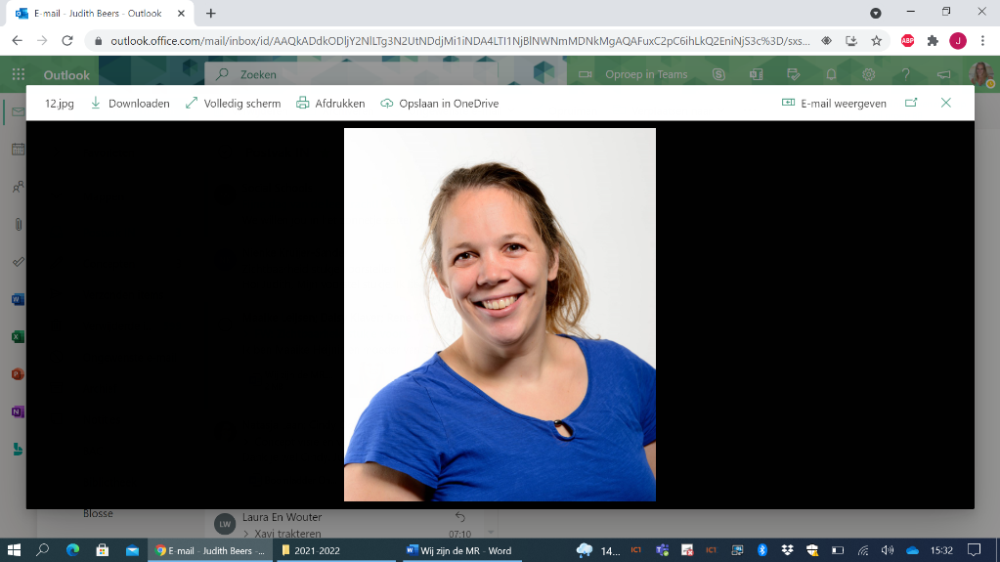 E-mail - Judith Beers - Outlook
outlook.office.com/mail/inbox/id/AAQkADdkODljY2NlLTg3N2UtNDdjMi1iNDA4LTI1NjBlNWNmMDNkMgAQAFuxC2pC6ihLkQ2EniNjS3c%3D/sxs...
ABP
J
Outlook
Zoeken
Oproep in Teams
12.jpg
Downloaden
Volledig scherm
Afdrukken
Opslaan in OneDrive
E-mail weergeven
Blosse
LW
Laura En Wouter
> Xavi trakteren
07:10
E-mail - Judith Beers -...
2021-2022
Wij zijn de MR - Word
14...
15:32